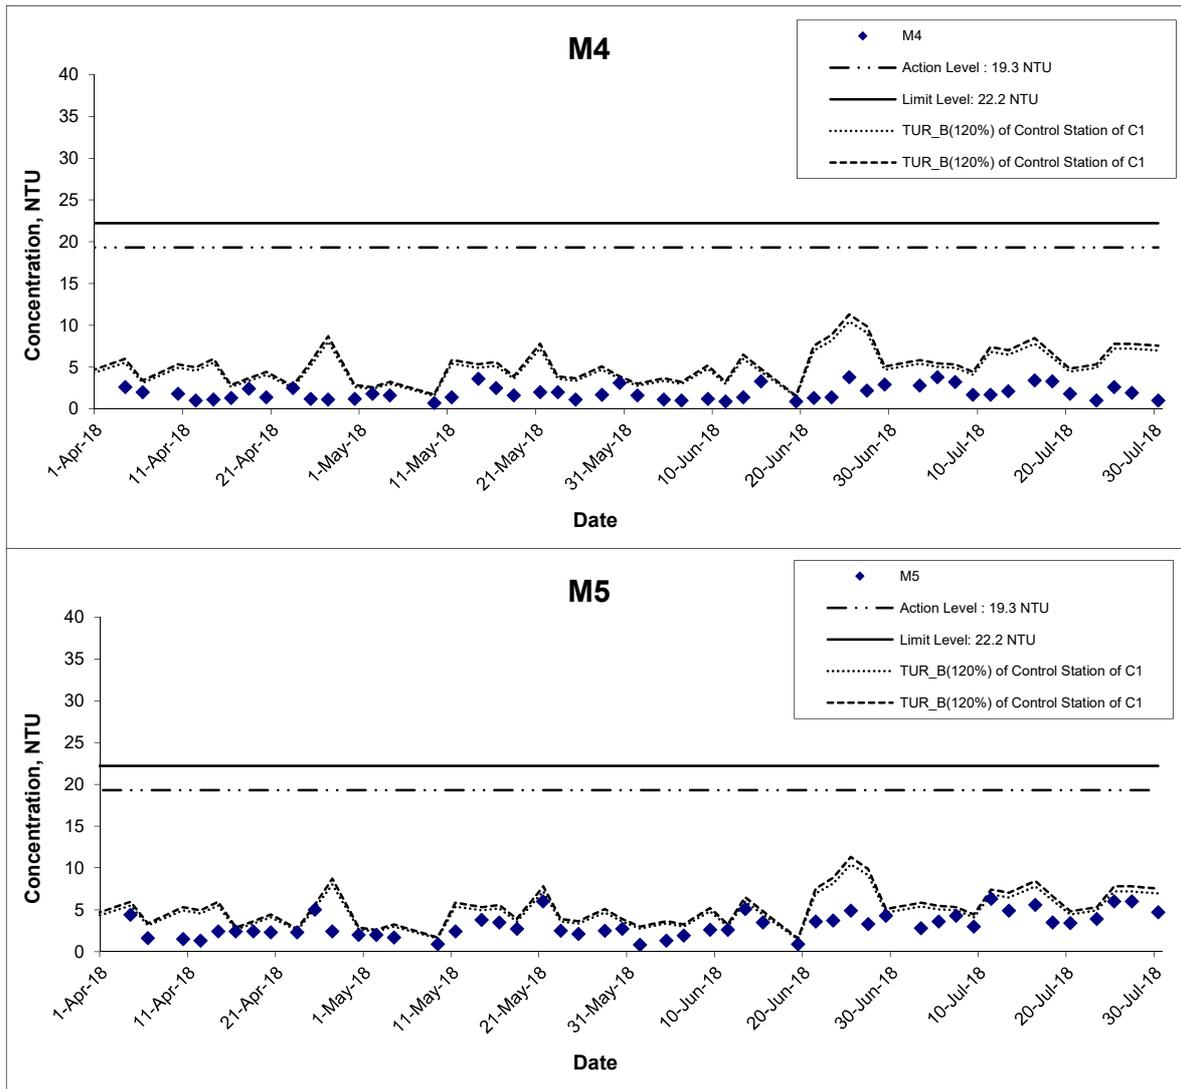 M4
M4
Action Level : 19.3 NTU
Limit Level: 22.2 NTU
TUR_B(120%) of Control Station of C1
TUR_B(120%) of Control Station of C1
Concentration, NTU
40
35
30
25
20
15
10
5
0
1-Apr-18
11-Apr-18
21-Apr-18
1-May-18
11-May-18
21-May-18
31-May-18
10-Jun-18
20-Jun-18
30-Jun-18
10-Jul-18
20-Jul-18
30-Jul-18
Date
M5
M5
Action Level : 19.3 NTU
Limit Level: 22.2 NTU
TUR_B(120%) of Control Station of C1
TUR_B(120%) of Control Station of C1
Concentration, NTU
40
35
30
25
20
15
10
5
0
1-Apr-18
11-Apr-18
21-Apr-18
1-May-18
11-May-18
21-May-18
31-May-18
10-Jun-18
20-Jun-18
30-Jun-18
10-Jul-18
20-Jul-18
30-Jul-18
Date